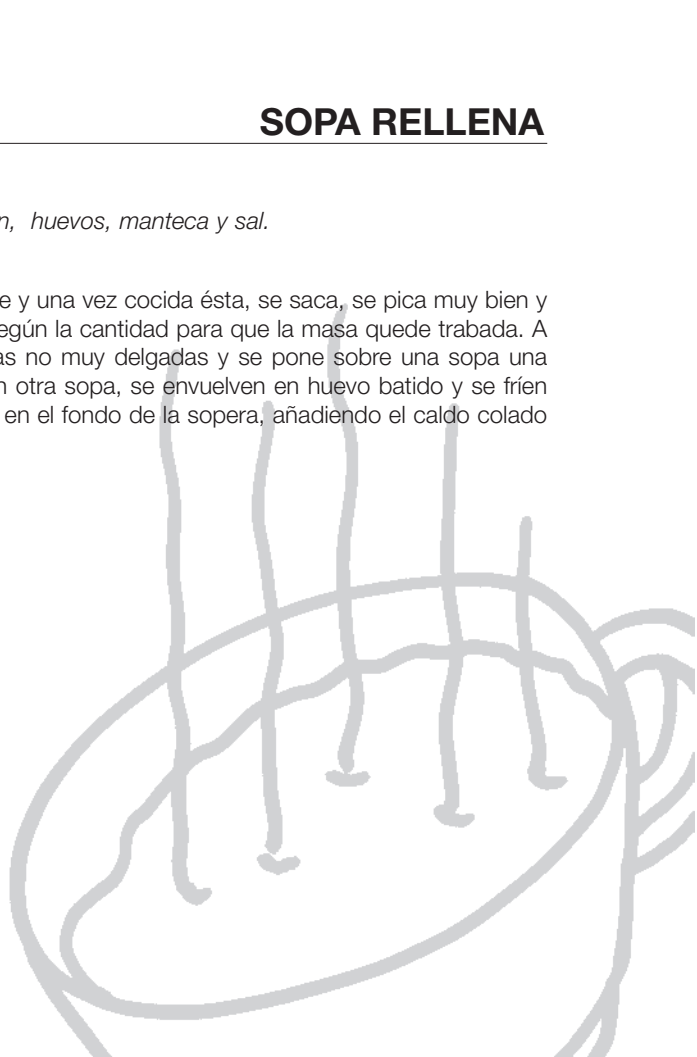 SOPA RELLENA
n, huevos, manteca y sal.
e y una vez cocida ésta, se saca, se pica muy bien y
egún la cantidad para que la masa quede trabada. A
as no muy delgadas y se pone sobre una sopa una
n otra sopa, se envuelven en huevo batido y se fríen
en el fondo de la sopera, añadiendo el caldo colado